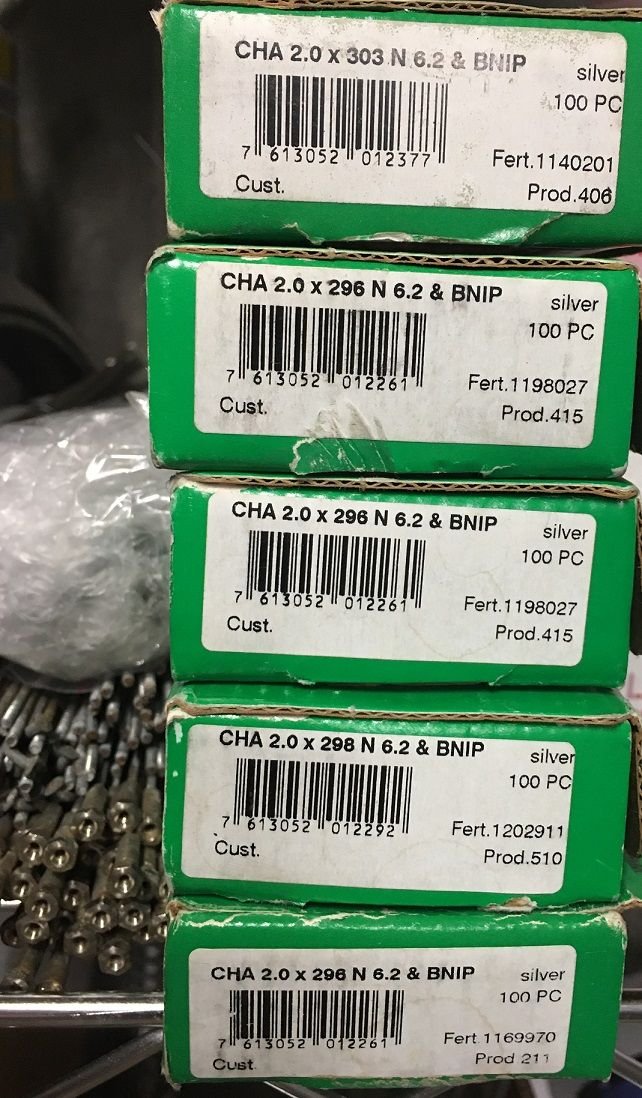 CHA 2.0 x 303 N 6.2 & BNIP
silver
100 PC
7 613052 012377
Fert.1140201
Cust.
Prod.406
CHA 2.0 x 296 N 6.2 & BNIP
silver
100 PC
7 613052 012261
Fert.1198027
Cust.
Prod.415
CHA 2.0 x 296 N 6.2 & BNIP
silver
100 PC
7 613052 012261
Fert.1198027
Cust.
Prod.415
CHA 2.0 x 298 N 6.2 & BNIP
silver
100 PC
7 613052 012292
Fert.1202911
Cust.
Prod.510
CHA 2.0 x 296 N 6.2 & BNIP
silver
100 PC
7 613052 012261
Fert.1169970
Cust.
Prod 211